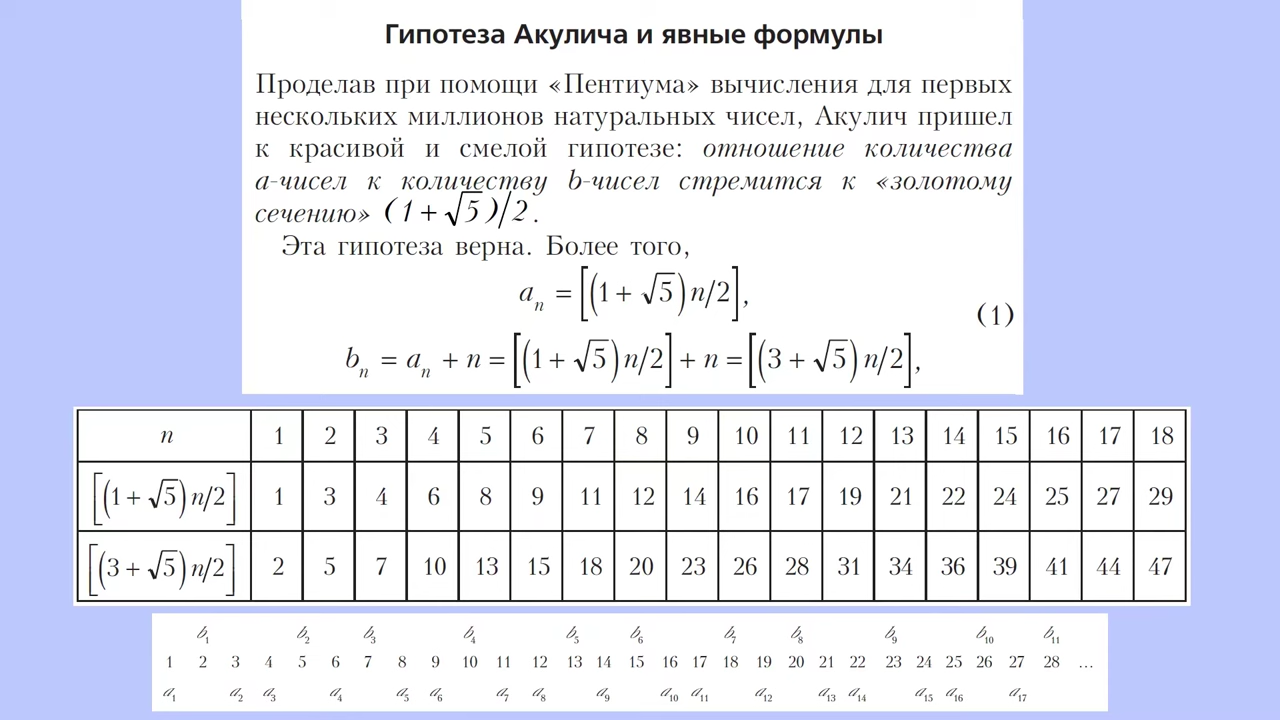 Гипотеза Акулича и явные формулы
Проделав при помощи «Пентиума» вычисления для первых
нескольких миллионов натуральных чисел, Акулич пришел
к красивой и смелой гипотезе: отношение количества
a-чисел к количеству b-чисел стремится к «золотому
сечению» (1 + √5)/2.
Эта гипотеза верна. Более того,
aₙ = [(1 + √5)n/2],
(1)
bₙ = aₙ + n = [(1 + √5)n/2] + n = [(3 + √5)n/2],
n 1 2 3 4 5 6 7 8 9 10 11 12 13 14 15 16 17 18
[(1 + √5)n/2] 1 3 4 6 8 9 11 12 14 16 17 19 21 22 24 25 27 29
[(3 + √5)n/2] 2 5 7 10 13 15 18 20 23 26 28 31 34 36 39 41 44 47
b₁ b₂ b₃ b₄ b₅ b₆ b₇ b₈ b₉ b₁₀ b₁₁
1 2 3 4 5 6 7 8 9 10 11 12 13 14 15 16 17 18 19 20 21 22 23 24 25 26 27 28 ...
a₁ a₂ a₃ a₄ a₅ a₆ a₇ a₈ a₉ a₁₀ a₁₁ a₁₂ a₁₃ a₁₄ a₁₅ a₁₆ a₁₇